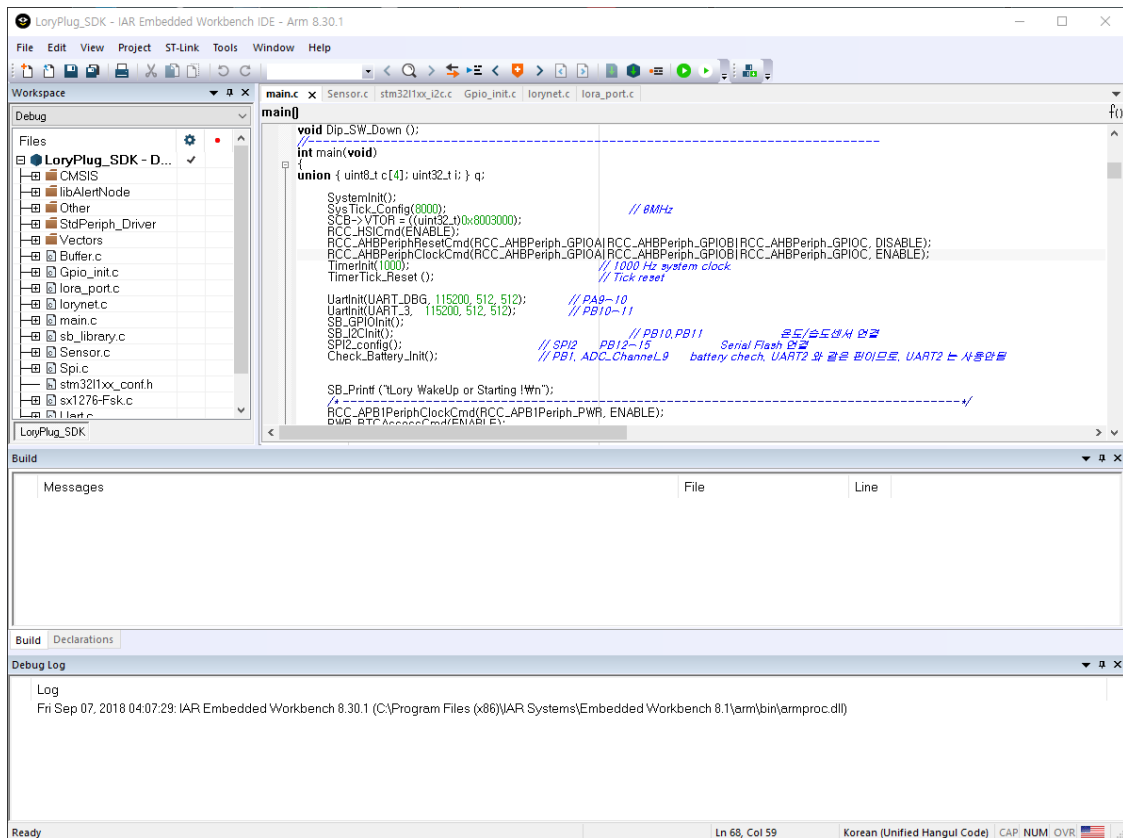 LoryPlug_SDK - IAR Embedded Workbench IDE - Arm 8.30.1
File Edit View Project ST-Link Tools Window Help
Workspace
main.c Sensor.c stm32l1xx_i2c.c Gpio_init.c lorynet.c lora_port.c
Debug
main()
f()
Files
LoryPlug_SDK - D...
CMSIS
libAlertNode
Other
StdPeriph_Driver
Vectors
Buffer.c
Gpio_init.c
lora_port.c
lorynet.c
main.c
sb_library.c
Sensor.c
Spi.c
stm32l1xx_conf.h
sx1276-Fsk.c
Uart.c
LoryPlug_SDK
void Dip_SW_Down ();
//------------------------------------------------------------------------------------
int main(void)
{
union { uint8_t c[4]; uint32_t i; } q;
SystemInit();
SysTick_Config(8000); // 8MHz
SCB->VTOR = ((uint32_t)0x8003000);
RCC_HSICmd(ENABLE);
RCC_AHBPeriphResetCmd(RCC_AHBPeriph_GPIOA|RCC_AHBPeriph_GPIOB|RCC_AHBPeriph_GPIOC, DISABLE);
RCC_AHBPeriphClockCmd(RCC_AHBPeriph_GPIOA|RCC_AHBPeriph_GPIOB|RCC_AHBPeriph_GPIOC, ENABLE);
TimerInit(1000); // 1000 Hz system clock
TimerTick_Reset (); // Tick reset
UartInit(UART_DBG, 115200, 512, 512); // PA9~10
UartInit(UART_3, 115200, 512, 512); // PB10~11
SB_GPIOInit();
SB_I2CInit(); // PB10,PB11 온도/습도센서 연결
SPI2_config(); // SPI2 PB12~15 Serial Flash 연결
Check_Battery_Init(); // PB1, ADC_Channel_9 battery chech, UART2 와 같은 핀이므로, UART2 는 사용안됨
SB_Printf ("tLory WakeUp or Starting !₩n");
/* ------------------------------------------------------------------------------------------*/
RCC_APB1PeriphClockCmd(RCC_APB1Periph_PWR, ENABLE);
PWR_RTCAccessCmd(ENABLE);
Build
Messages File Line
Build Declarations
Debug Log
Log
Fri Sep 07, 2018 04:07:29: IAR Embedded Workbench 8.30.1 (C:\Program Files (x86)\IAR Systems\Embedded Workbench 8.1\arm\bin\armproc.dll)
Ready Ln 68, Col 59 Korean (Unified Hangul Code) CAP NUM OVR